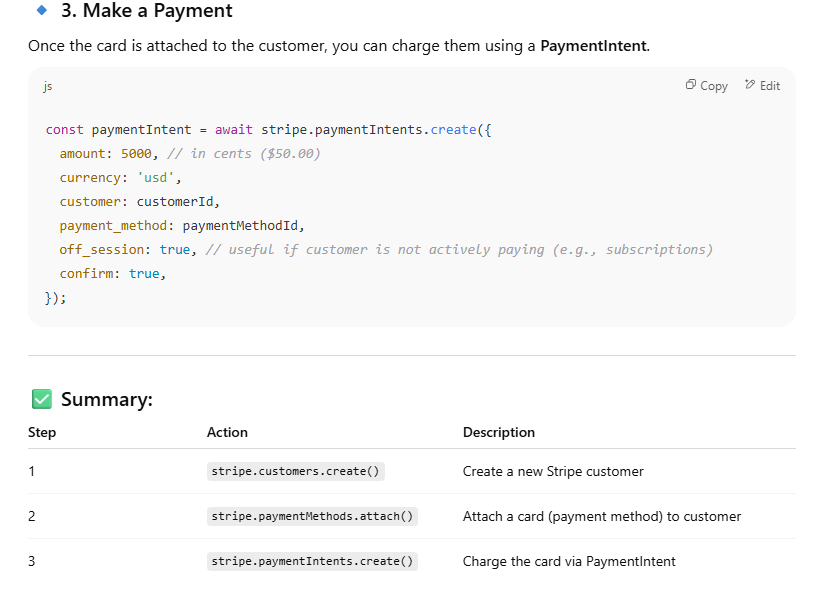 3. Make a Payment
Once the card is attached to the customer, you can charge them using a PaymentIntent.
js
Copy
Edit
const paymentIntent = await stripe.paymentIntents.create({
  amount: 5000, // in cents ($50.00)
  currency: 'usd',
  customer: customerId,
  payment_method: paymentMethodId,
  off_session: true, // useful if customer is not actively paying (e.g., subscriptions)
  confirm: true,
});
Summary:
Step Action Description
1 stripe.customers.create() Create a new Stripe customer
2 stripe.paymentMethods.attach() Attach a card (payment method) to customer
3 stripe.paymentIntents.create() Charge the card via PaymentIntent